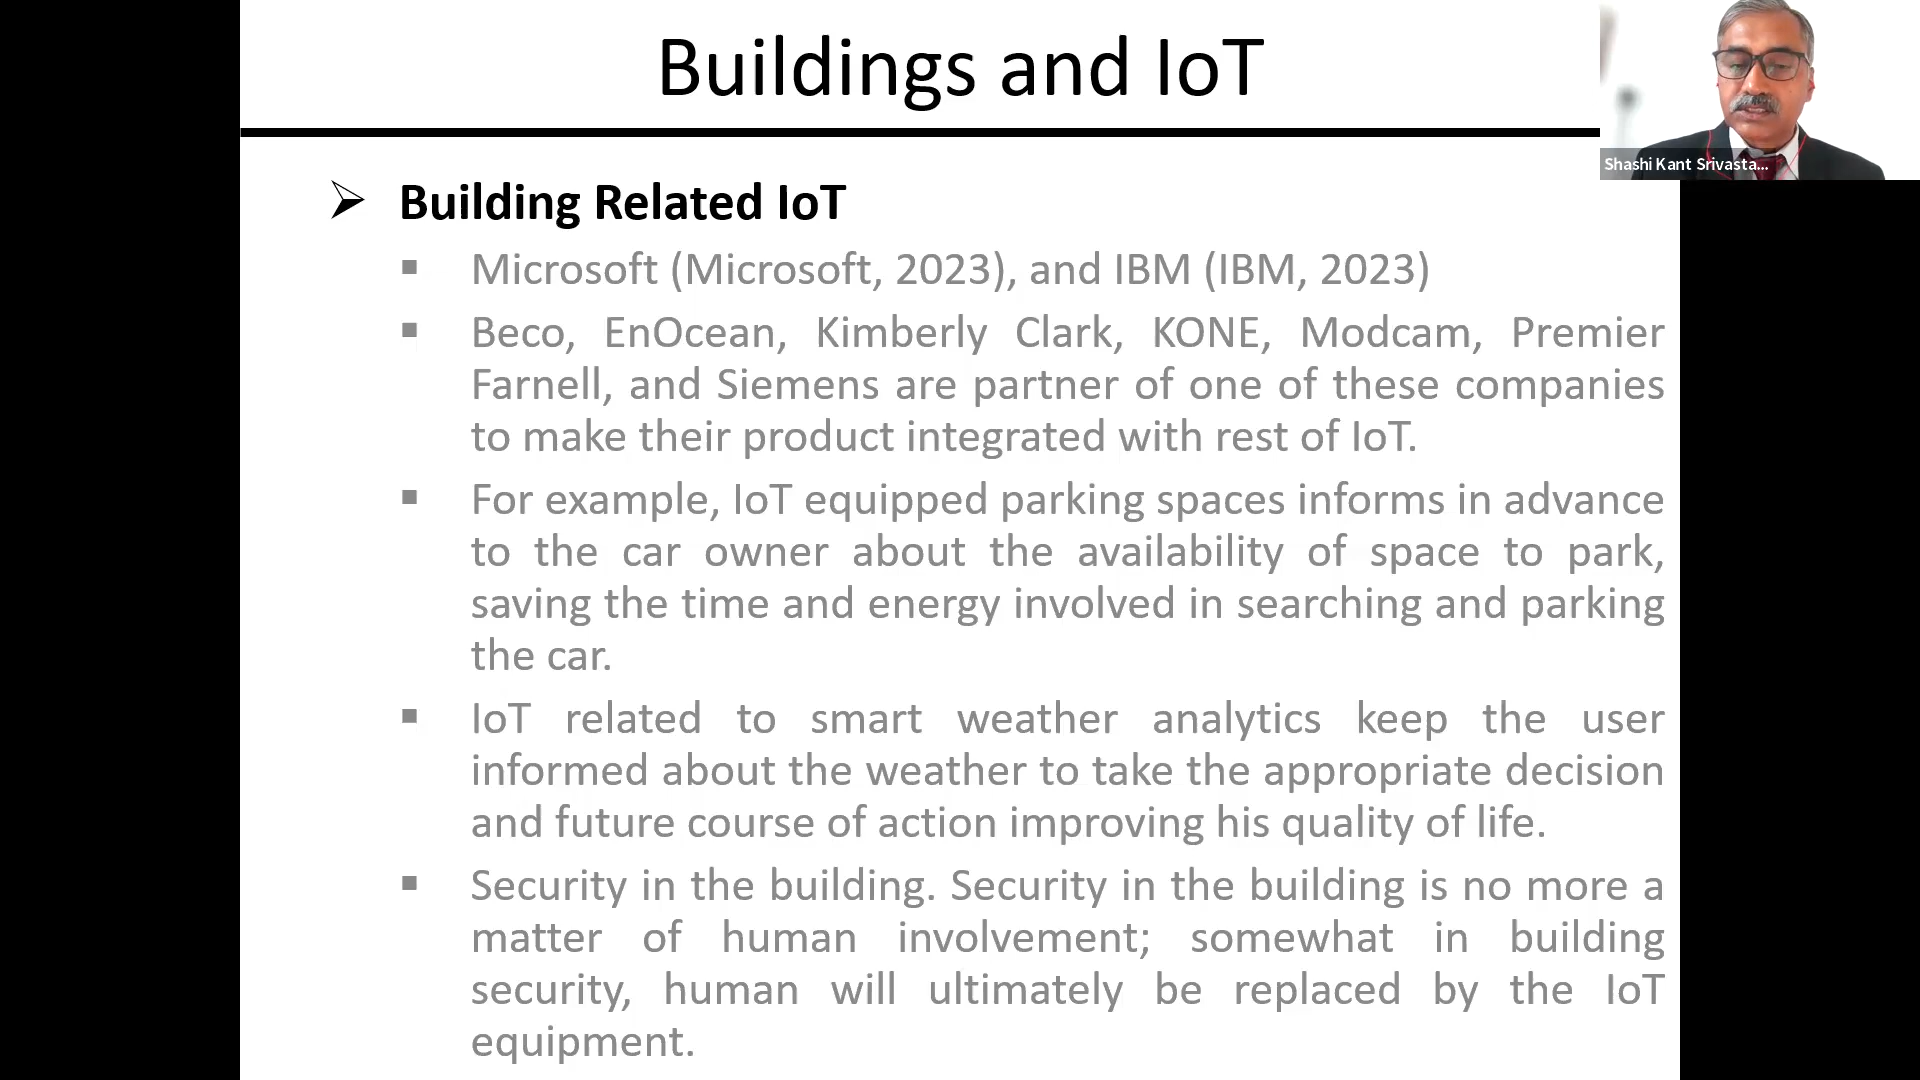 Buildings and IoT
Shashi Kant Srivasta...
Building Related IoT
Microsoft (Microsoft, 2023), and IBM (IBM, 2023)
Beco, EnOcean, Kimberly Clark, KONE, Modcam, Premier
Farnell, and Siemens are partner of one of these companies
to make their product integrated with rest of IoT.
For example, IoT equipped parking spaces informs in advance
to the car owner about the availability of space to park,
saving the time and energy involved in searching and parking
the car.
IoT related to smart weather analytics keep the user
informed about the weather to take the appropriate decision
and future course of action improving his quality of life.
Security in the building. Security in the building is no more a
matter of human involvement; somewhat in building
security, human will ultimately be replaced by the IoT
equipment.